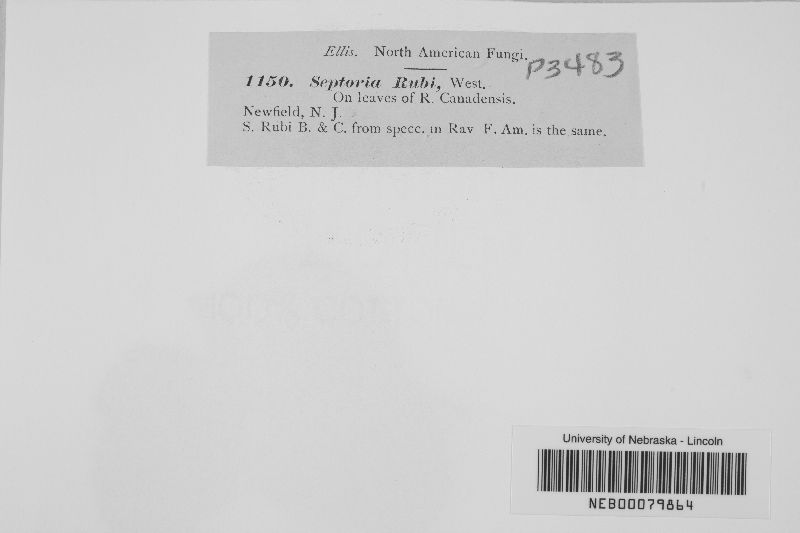 Ellis. North American Fungi.
P3483
1150. Septoria Rubi, West.
On leaves of R. Canadensis.
Newfield, N. J.
S. Rubi B. & C. from specc. in Rav F. Am. is the same.
University of Nebraska - Lincoln
NEB00079864